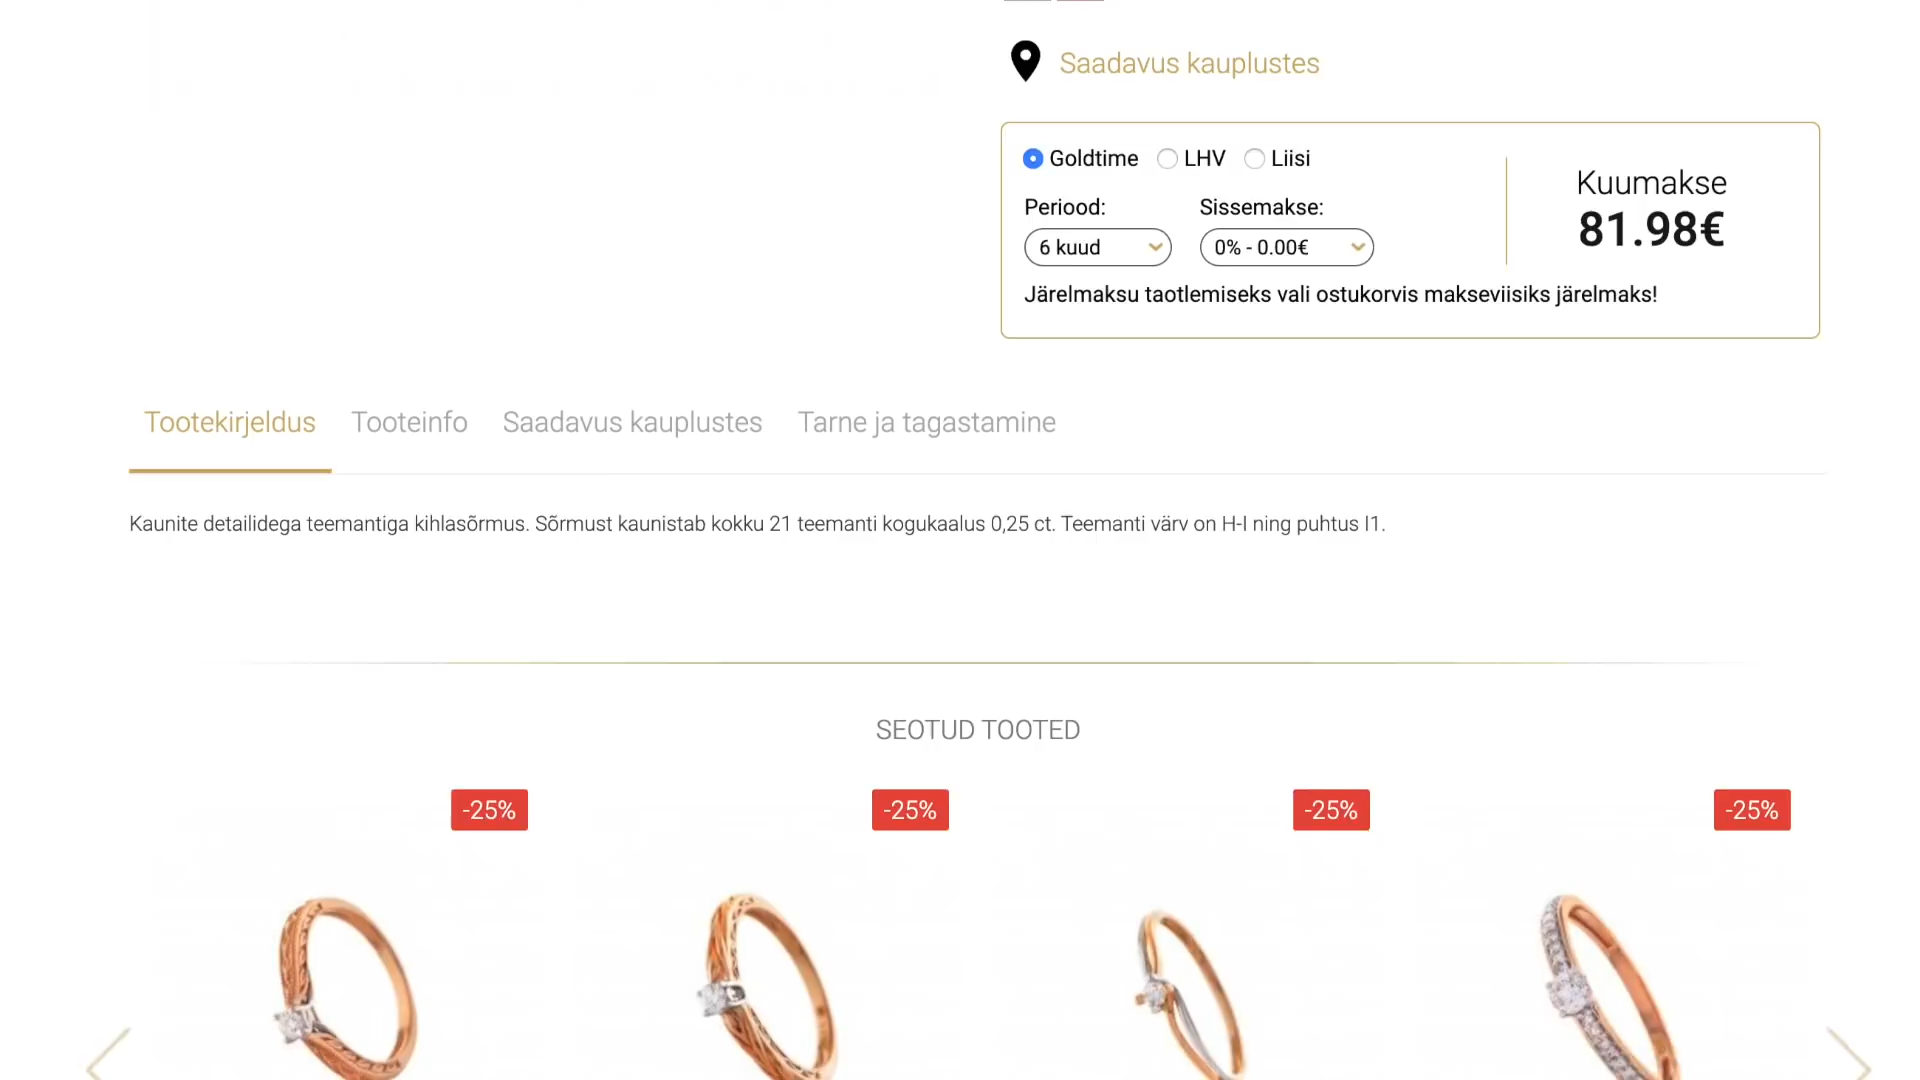 Saadavus kauplustes
Goldtime LHV Liisi
Periood: Sissemakse:
6 kuud 0% - 0.00€
Kuumakse
81.98€
Järelmaksu taotlemiseks vali ostukorvis makseviisiks järelmaks!
Tootekirjeldus Tooteinfo Saadavus kauplustes Tarne ja tagastamine
Kaunite detailidega teemantiga kihlasõrmus. Sõrmust kaunistab kokku 21 teemanti kogukaalus 0,25 ct. Teemanti värv on H-I ning puhtus I1.
SEOTUD TOOTED
-25% -25% -25% -25%